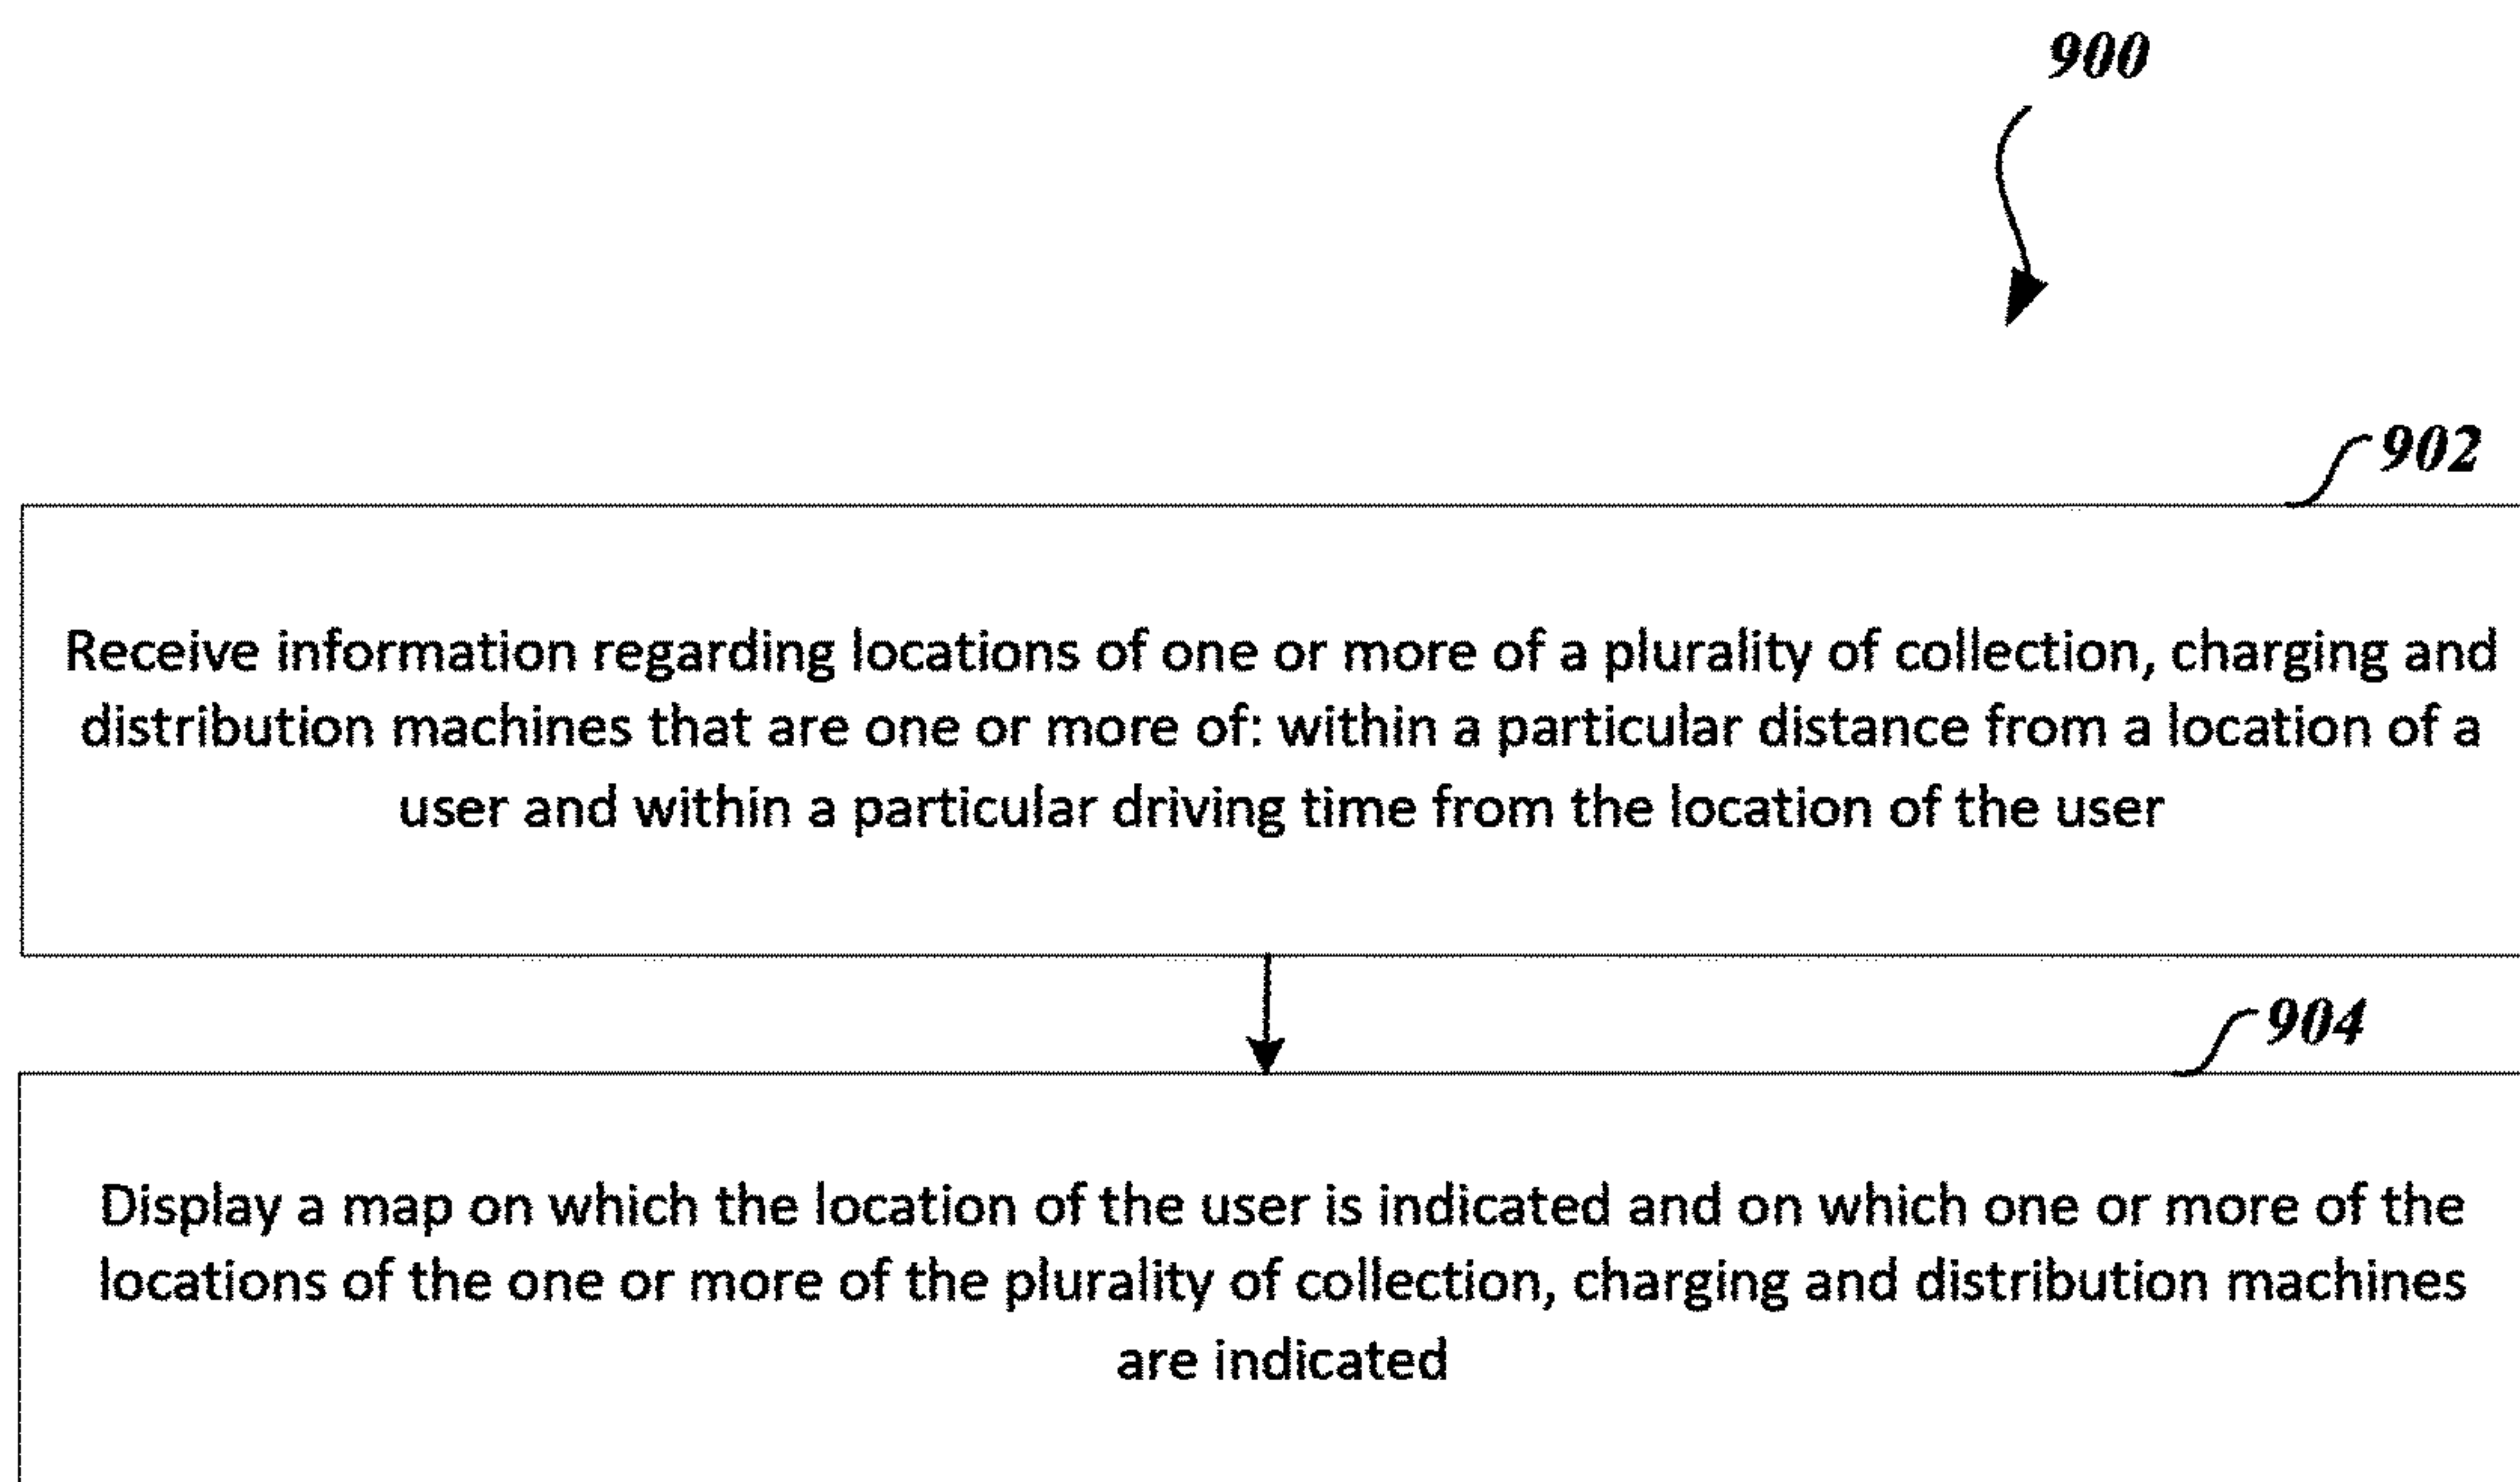 900
902
Receive information regarding locations of one or more of a plurality of collection, charging and
distribution machines that are one or more of: within a particular distance from a location of a
user and within a particular driving time from the location of the user
904
Display a map on which the location of the user is indicated and on which one or more of the
locations of the one or more of the plurality of collection, charging and distribution machines
are indicated